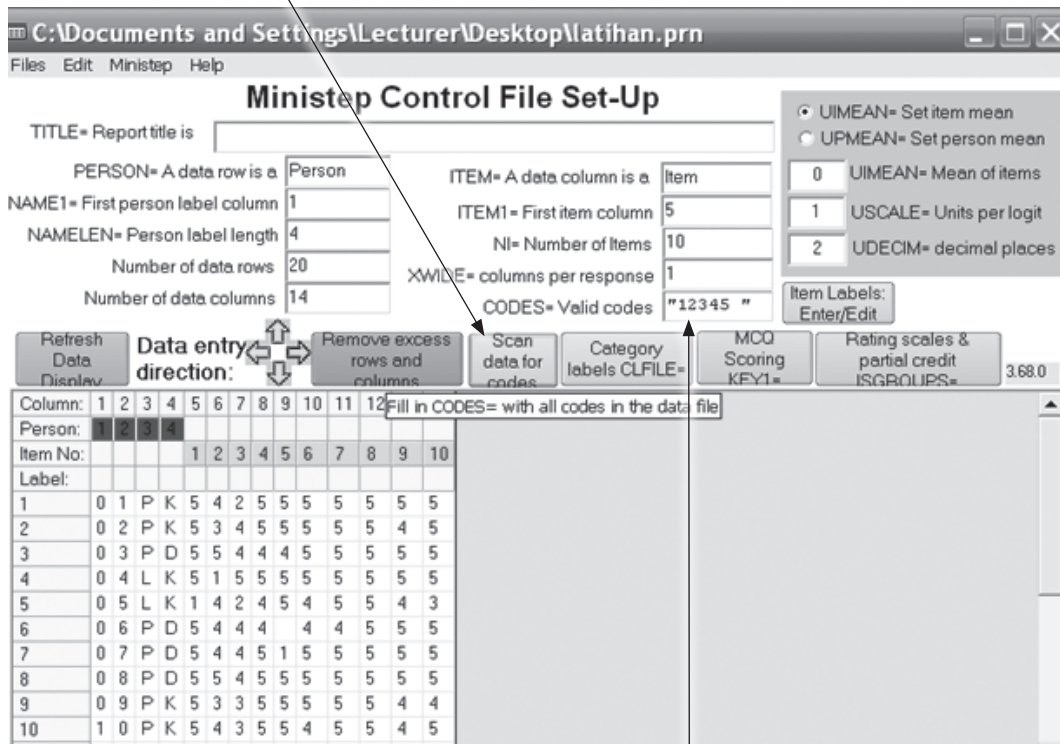 C:\Documents and Settings\Lecturer\Desktop\latihan.prn
Files Edit Ministep Help
Ministep Control File Set-Up
TITLE= Report title is
PERSON= A data row is a Person
NAME1= First person label column 1
NAMELEN= Person label length 4
Number of data rows 20
Number of data columns 14
ITEM= A data column is a Item
ITEM1= First item column 5
NI= Number of Items 10
XWIDE= columns per response 1
CODES= Valid codes "12345 "
UIMEAN= Set item mean
UPMEAN= Set person mean
0 UIMEAN= Mean of items
1 USCALE= Units per logit
2 UDECIM= decimal places
Item Labels:
Enter/Edit
Refresh
Data
Display
Data entry
direction:
Remove excess
rows and
columns
Scan
data for
codes
Category
labels CLFILE=
MCQ
Scoring
KEY1=
Rating scales &
partial credit
ISGROUPS=
3.68.0
Fill in CODES= with all codes in the data file
Column: 1 2 3 4 5 6 7 8 9 10 11 12
Person: 1 2 3 4
Item No: 1 2 3 4 5 6 7 8 9 10
Label:
1 0 1 P K 5 4 2 5 5 5 5 5 5 5
2 0 2 P K 5 3 4 5 5 5 5 5 4 5
3 0 3 P D 5 5 4 4 4 5 5 5 5 5
4 0 4 L K 5 1 5 5 5 5 5 5 5 5
5 0 5 L K 1 4 2 4 5 4 5 5 4 3
6 0 6 P D 5 4 4 4 4 4 5 5 5
7 0 7 P D 5 4 4 5 1 5 5 5 5 5
8 0 8 P D 5 5 4 5 5 5 5 5 5 5
9 0 9 P K 5 3 3 5 5 5 5 5 4 4
10 1 0 P K 5 4 3 5 5 4 5 5 4 5